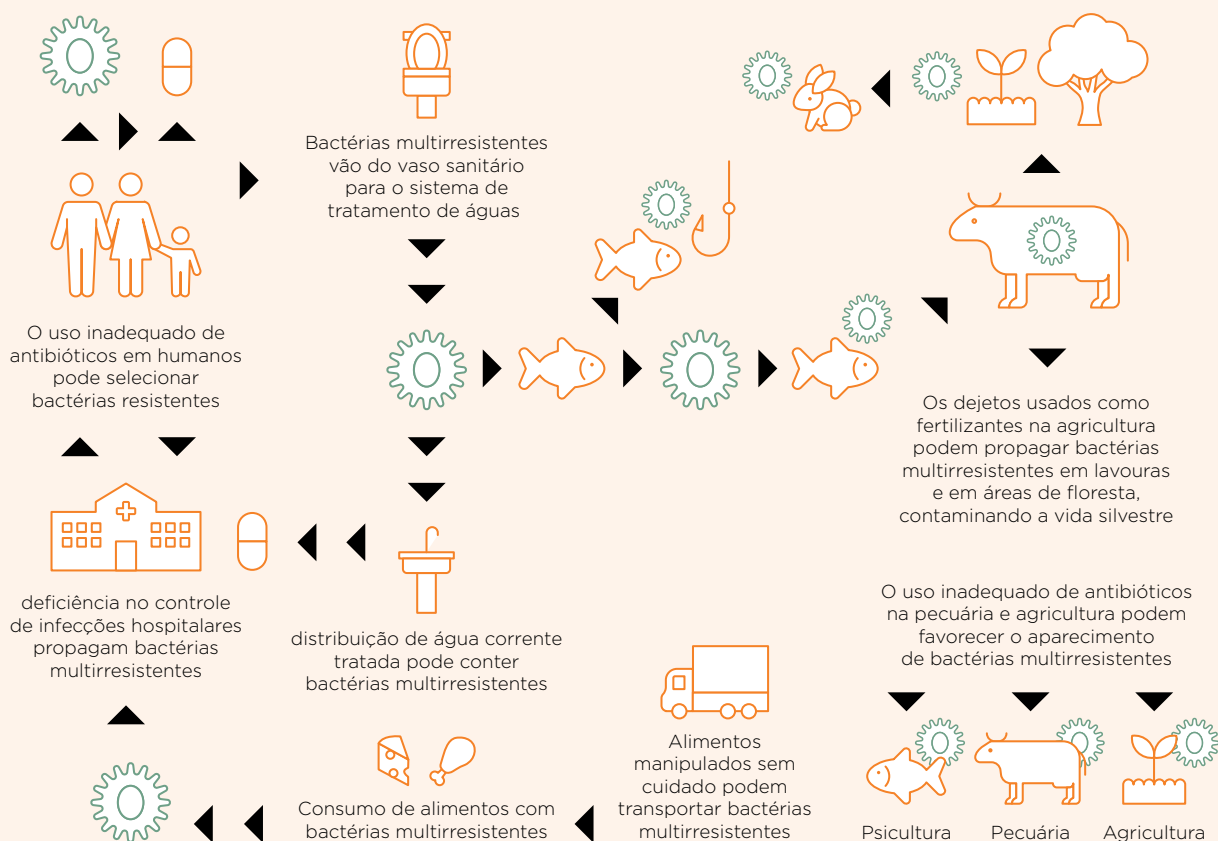 Bactérias multirresistentes
vão do vaso sanitário
para o sistema de
tratamento de águas
O uso inadequado de
antibióticos em humanos
pode selecionar
bactérias resistentes
Os dejetos usados como
fertilizantes na agricultura
podem propagar bactérias
multirresistentes em lavouras
e em áreas de floresta,
contaminando a vida silvestre
deficiência no controle
de infecções hospitalares
propagam bactérias
multirresistentes
distribuição de água corrente
tratada pode conter
bactérias multirresistentes
O uso inadequado de antibióticos
na pecuária e agricultura podem
favorecer o aparecimento
de bactérias multirresistentes
Alimentos
manipulados sem
cuidado podem
transportar bactérias
multirresistentes
Consumo de alimentos com
bactérias multirresistentes
Psicultura
Pecuária
Agricultura